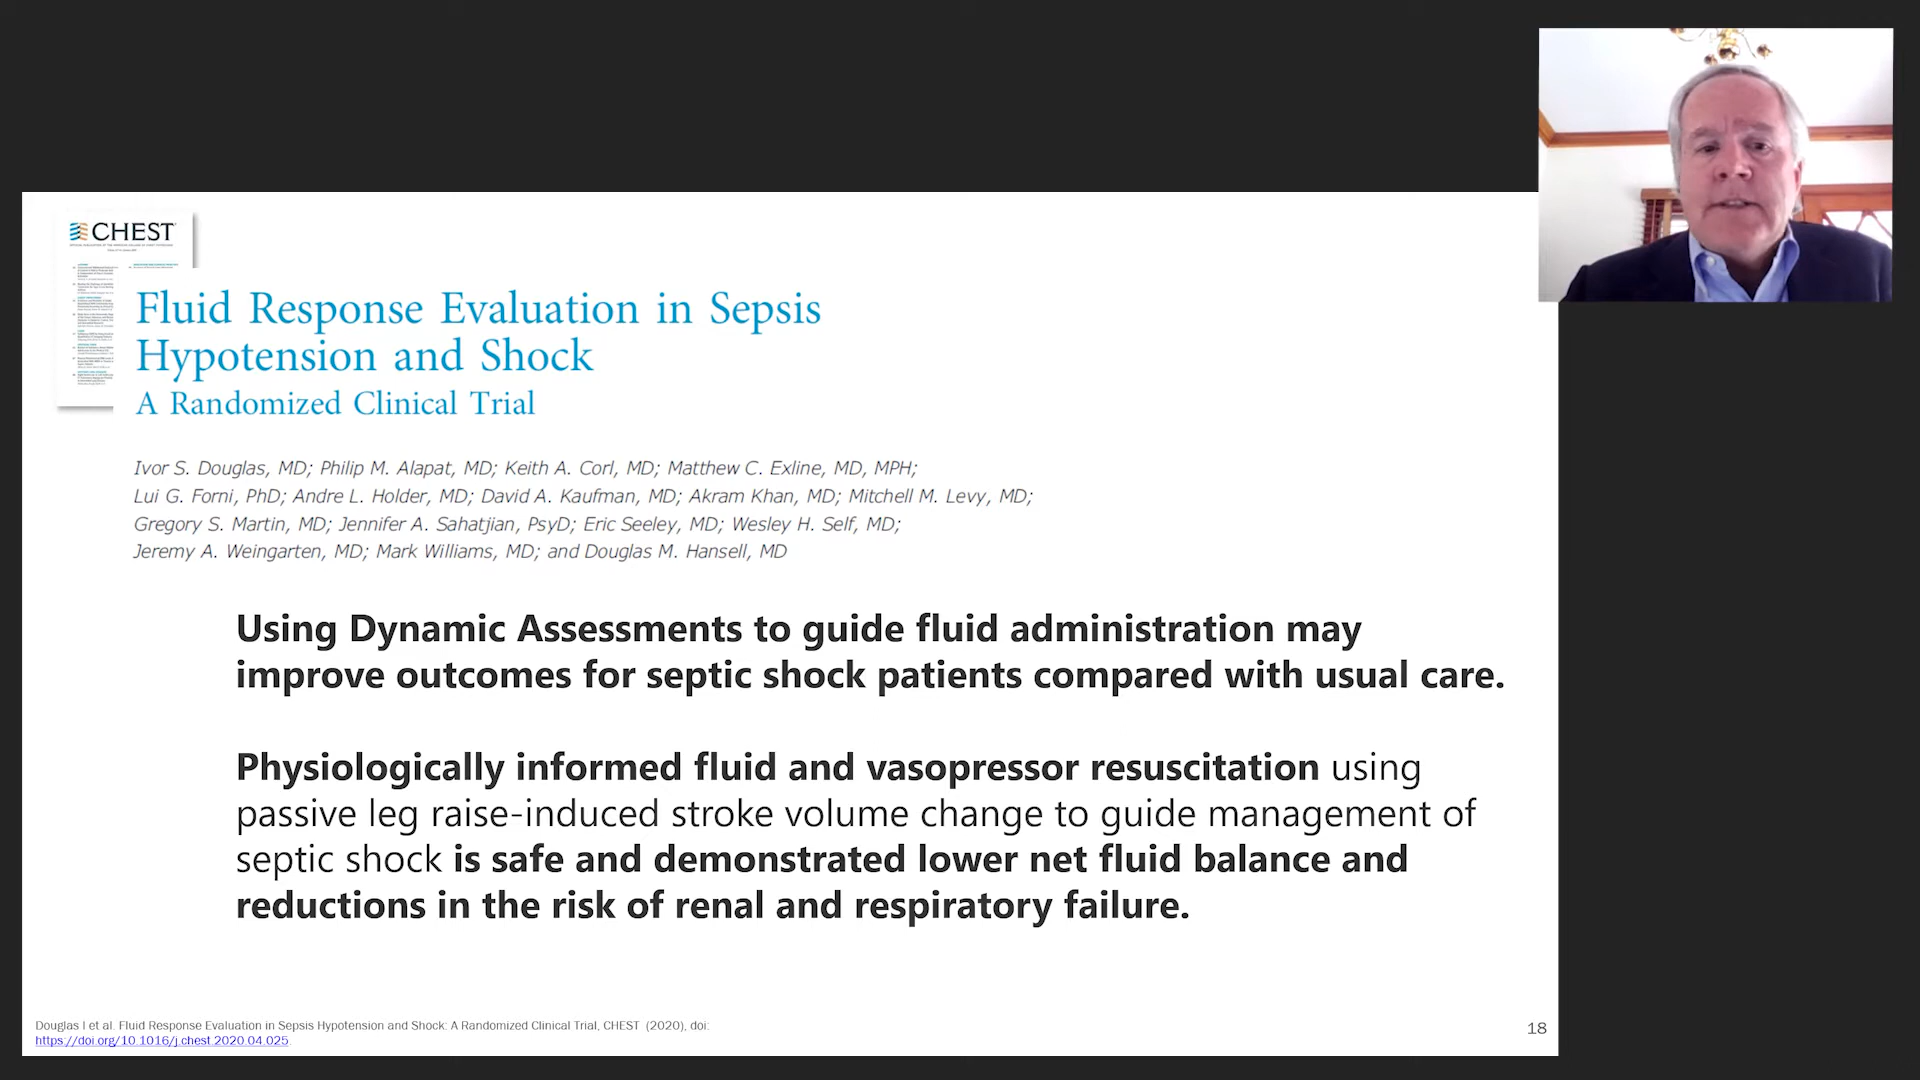 CHEST
Fluid Response Evaluation in Sepsis
Hypotension and Shock
A Randomized Clinical Trial
Ivor S. Douglas, MD; Philip M. Alapat, MD; Keith A. Corl, MD; Matthew C. Exline, MD, MPH;
Lui G. Forni, PhD; Andre L. Holder, MD; David A. Kaufman, MD; Akram Khan, MD; Mitchell M. Levy, MD;
Gregory S. Martin, MD; Jennifer A. Sahatjian, PsyD; Eric Seeley, MD; Wesley H. Self, MD;
Jeremy A. Weingarten, MD; Mark Williams, MD; and Douglas M. Hansell, MD
Using Dynamic Assessments to guide fluid administration may
improve outcomes for septic shock patients compared with usual care.
Physiologically informed fluid and vasopressor resuscitation using
passive leg raise-induced stroke volume change to guide management of
septic shock is safe and demonstrated lower net fluid balance and
reductions in the risk of renal and respiratory failure.
Douglas I et al. Fluid Response Evaluation in Sepsis Hypotension and Shock: A Randomized Clinical Trial, CHEST (2020), doi:
https://doi.org/10.1016/j.chest.2020.04.025.
18